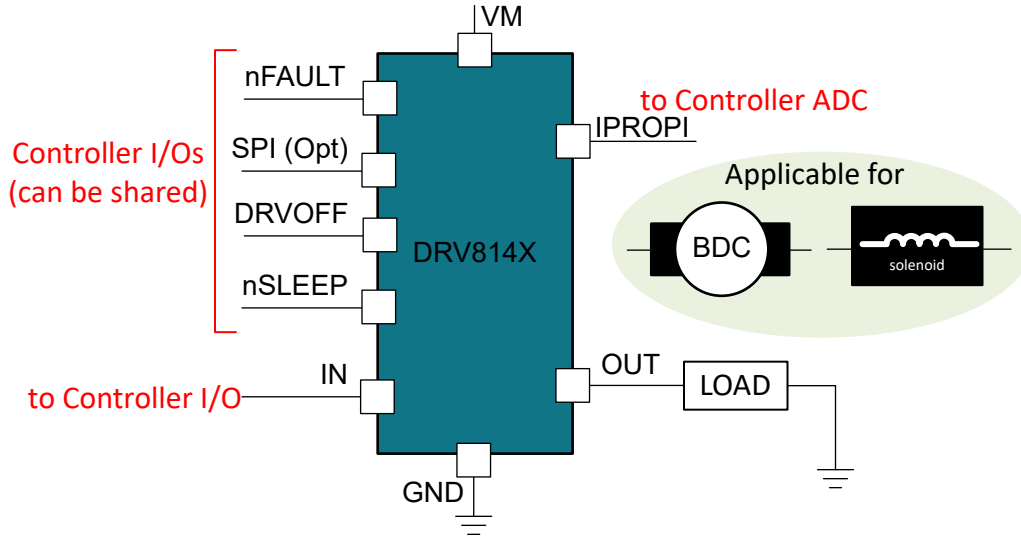 VM
nFAULT
to Controller ADC
IPROPI
Controller I/Os
(can be shared)
SPI (Opt)
Applicable for
DRVOFF
DRV814X
BDC
solenoid
nSLEEP
IN
OUT
LOAD
to Controller I/O
GND